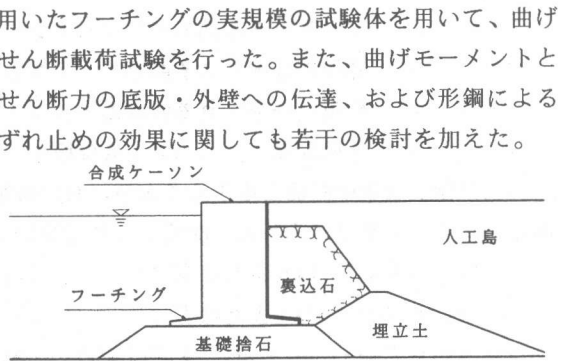 用いたフーチングの実規模の試験体を用いて、曲げ
せん断載荷試験を行った。また、曲げモーメントと
せん断力の底版・外壁への伝達、および形鋼による
ずれ止めの効果に関しても若干の検討を加えた。
合成ケーソン
人工島
裏込石
フーチング
埋立土
基礎捨石